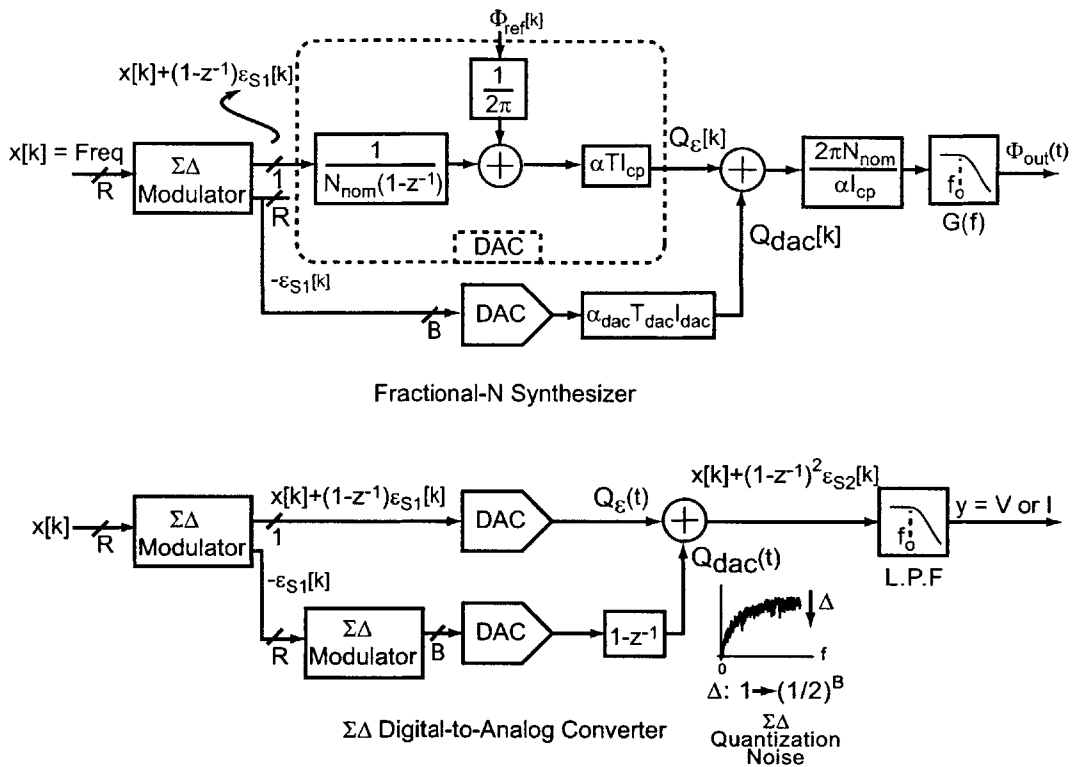 Φref[k]
x[k]+(1-z⁻¹)εS1[k]
1
2π
x[k] = Freq
R
ΣΔ
Modulator
1
R
1
Nnom(1-z⁻¹)
+
αTIcp
Qε[k]
+
2πNnom
αIcp
fo
G(f)
Φout(t)
DAC
Qdac[k]
-εS1[k]
B
DAC
αdacTdacIdac
Fractional-N Synthesizer
x[k]
R
ΣΔ
Modulator
x[k]+(1-z⁻¹)εS1[k]
1
DAC
Qε(t)
+
x[k]+(1-z⁻¹)²εS2[k]
fo
L.P.F
y = V or I
-εS1[k]
R
ΣΔ
Modulator
B
DAC
1-z⁻¹
Qdac(t)
Δ
0
f
Δ: 1→(1/2)ᴮ
ΣΔ
Quantization
Noise
ΣΔ Digital-to-Analog Converter